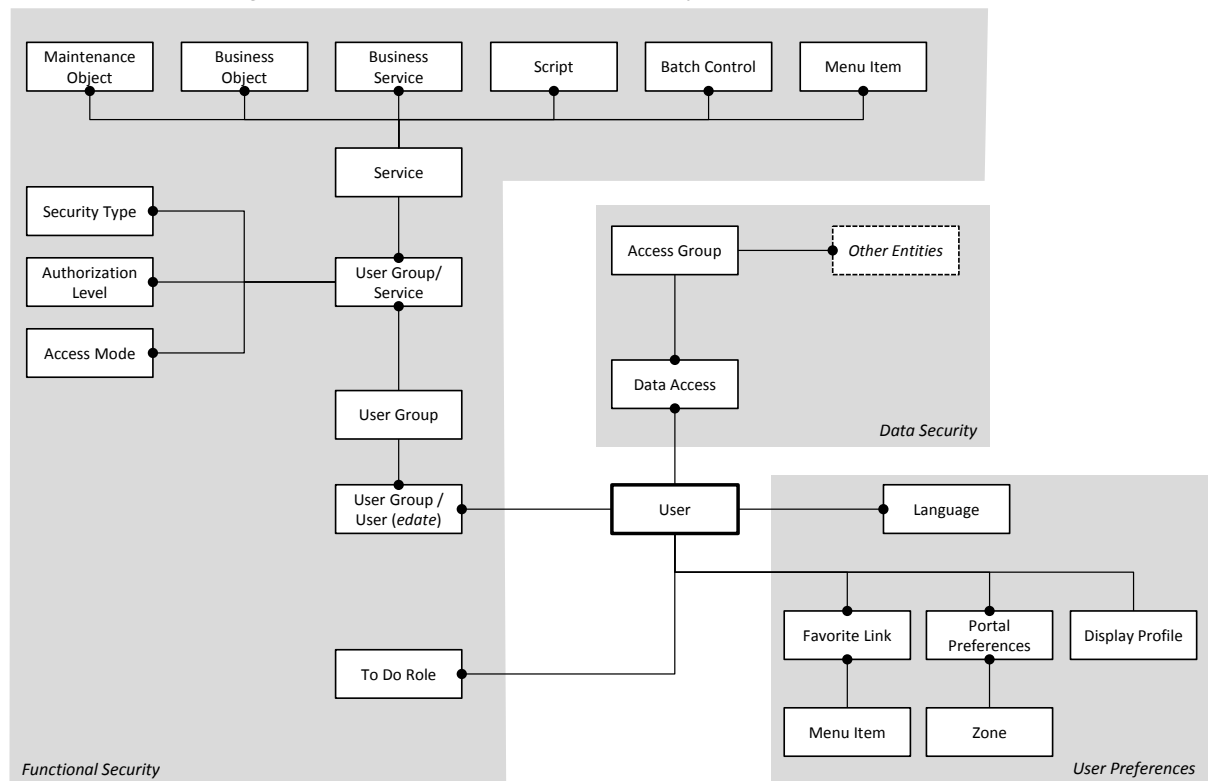 Maintenance
Object
Business
Object
Business
Service
Script
Batch Control
Menu Item
Service
Security Type
Authorization
Level
Access Mode
User Group/
Service
User Group
User Group /
User (edate)
To Do Role
Functional Security
Access Group
Other Entities
Data Access
Data Security
User
Language
Favorite Link
Portal
Preferences
Display Profile
Menu Item
Zone
User Preferences